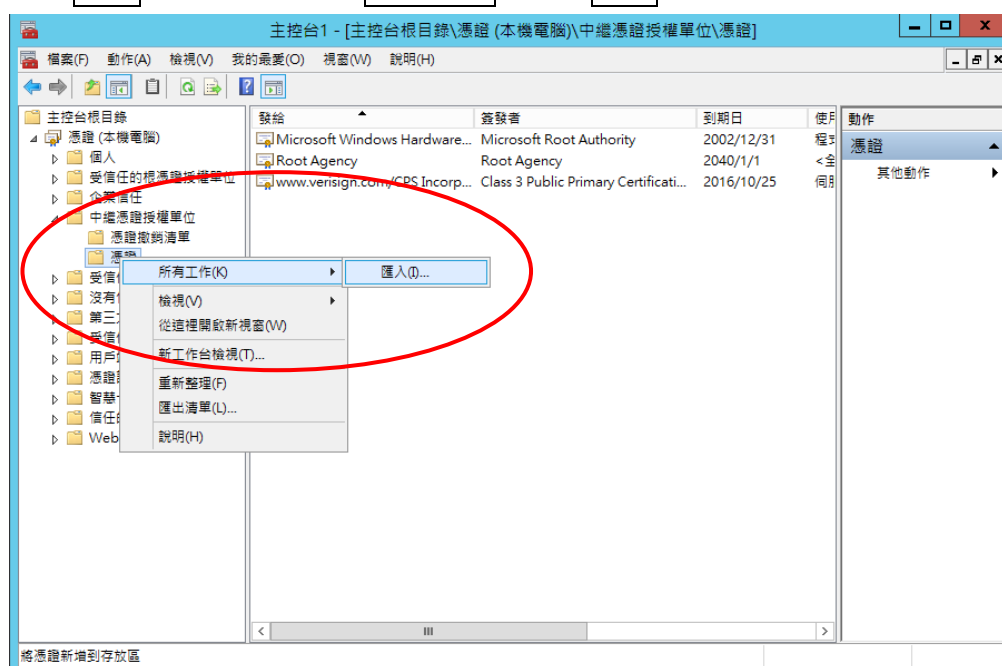 主控台1 - [主控台根目錄\憑證 (本機電腦)\中繼憑證授權單位\憑證]
檔案(F) 動作(A) 檢視(V) 我的最愛(O) 視窗(W) 說明(H)
主控台根目錄
憑證 (本機電腦)
個人
受信任的根憑證授權單位
企業信任
中繼憑證授權單位
憑證撤銷清單
憑證
受信
沒有
第三
受信
用戶
憑證
智慧
信任
Web
發給 簽發者 到期日 使用
Microsoft Windows Hardware... Microsoft Root Authority 2002/12/31 程式
Root Agency Root Agency 2040/1/1 <全
www.verisign.com/CPS Incorp... Class 3 Public Primary Certificati... 2016/10/25 伺服
所有工作(K)
匯入(I)...
檢視(V)
從這裡開啟新視窗(W)
新工作台檢視(T)...
重新整理(F)
匯出清單(L)...
說明(H)
動作
憑證
其他動作
將憑證新增到存放區